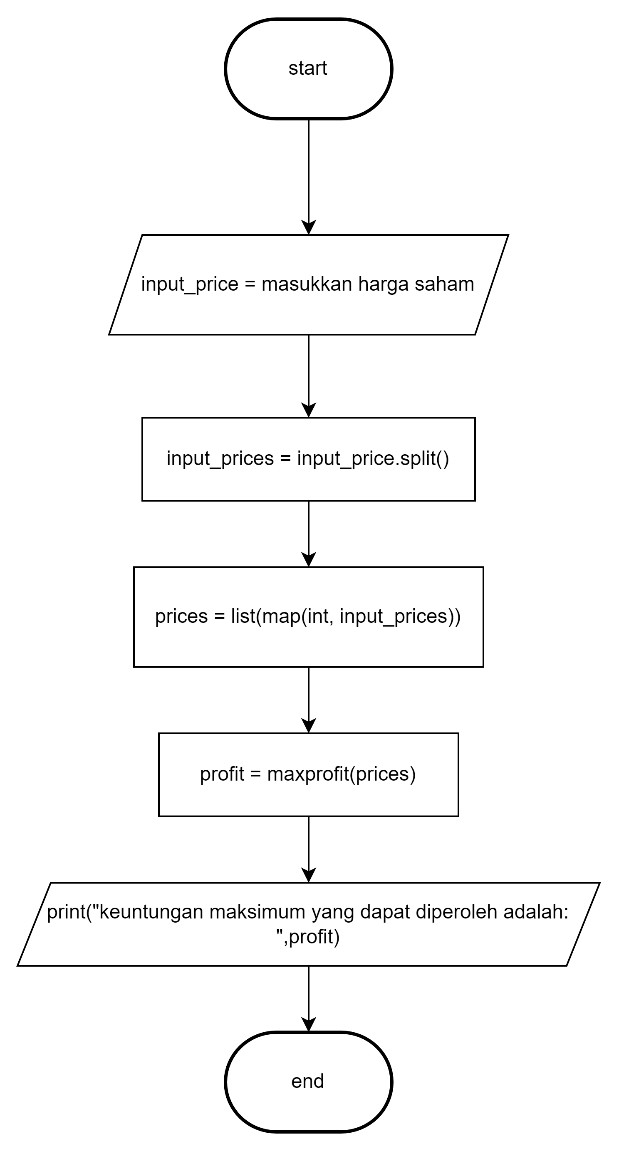 start
input_price = masukkan harga saham
input_prices = input_price.split()
prices = list(map(int, input_prices))
profit = maxprofit(prices)
print("keuntungan maksimum yang dapat diperoleh adalah:
",profit)
end